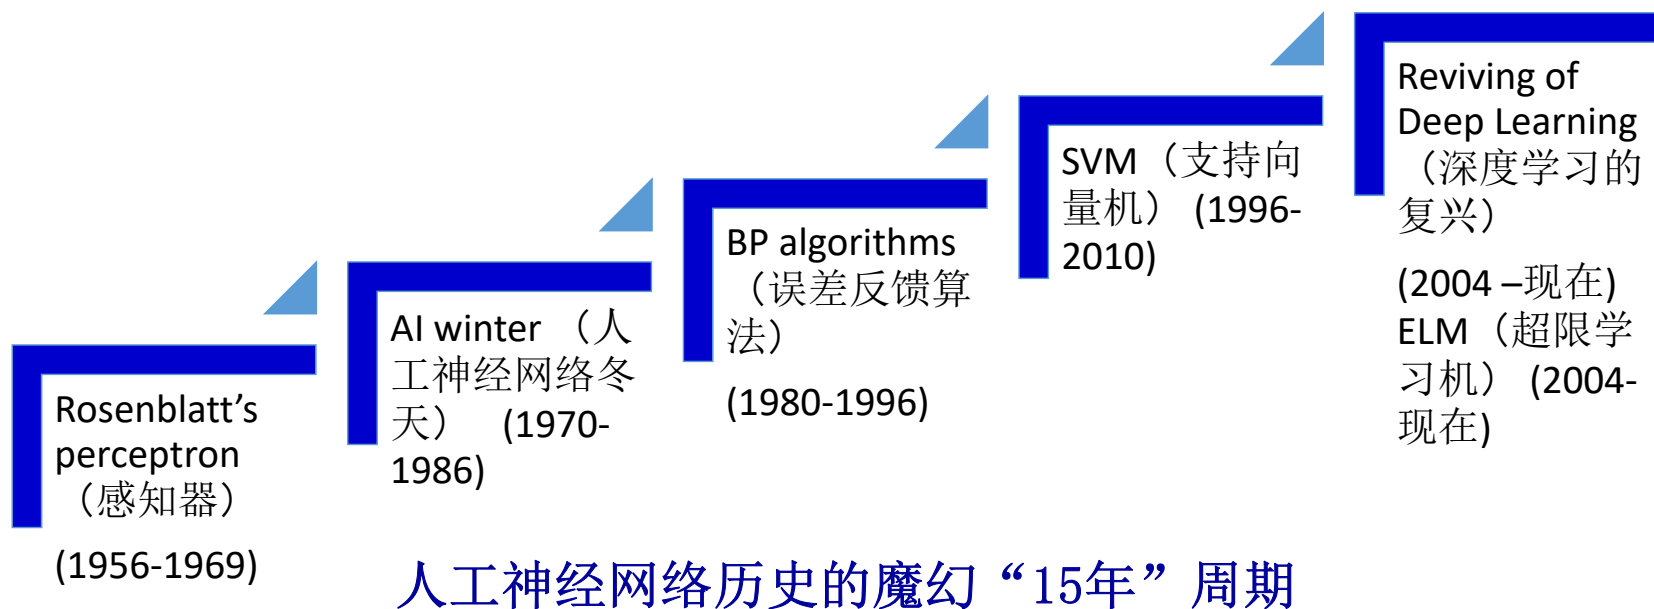 Rosenblatt’s
perceptron
（感知器）
(1956-1969)
AI winter （人
工神经网络冬
天） (1970-
1986)
BP algorithms
（误差反馈算
法）
(1980-1996)
SVM（支持向
量机） (1996-
2010)
Reviving of
Deep Learning
（深度学习的
复兴）
(2004 –现在)
ELM（超限学
习机） (2004-
现在)
人工神经网络历史的魔幻“15年”周期